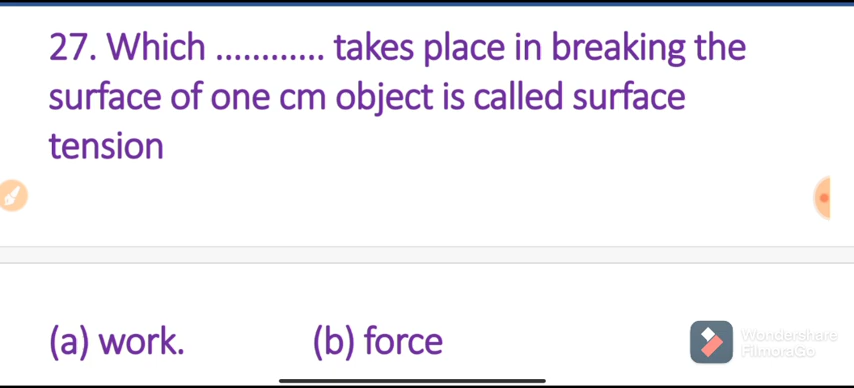 27. Which ............ takes place in breaking the
surface of one cm object is called surface
tension
(a) work. (b) force
Wondershare
FilmoraGo